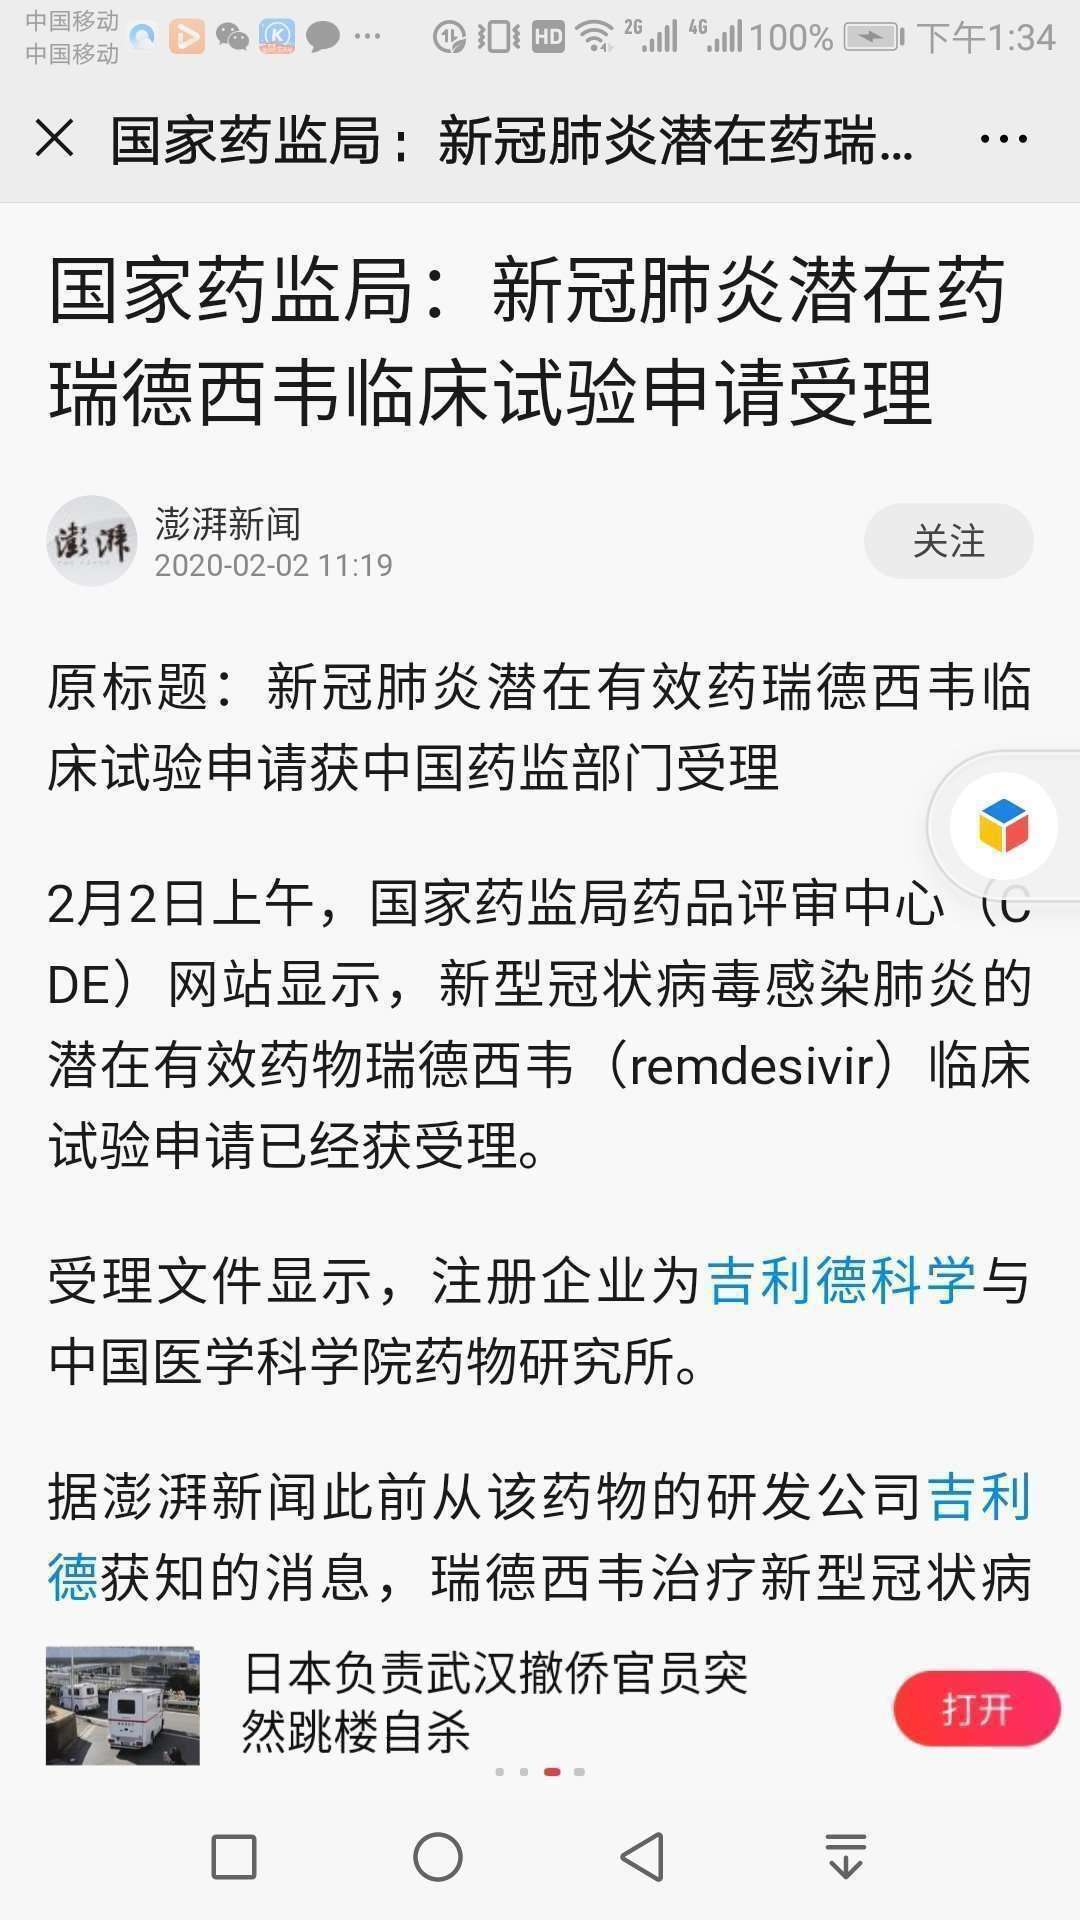 中国移动
中国移动
HD
2G
4G
100%
下午1:34
国家药监局：新冠肺炎潜在药瑞...
国家药监局：新冠肺炎潜在药
瑞德西韦临床试验申请受理
澎湃
澎湃新闻
2020-02-02 11:19
关注
原标题：新冠肺炎潜在有效药瑞德西韦临
床试验申请获中国药监部门受理
2月2日上午，国家药监局药品评审中心（C
DE）网站显示，新型冠状病毒感染肺炎的
潜在有效药物瑞德西韦（remdesivir）临床
试验申请已经获受理。
受理文件显示，注册企业为吉利德科学与
中国医学科学院药物研究所。
据澎湃新闻此前从该药物的研发公司吉利
德获知的消息，瑞德西韦治疗新型冠状病
日本负责武汉撤侨官员突
然跳楼自杀
打开